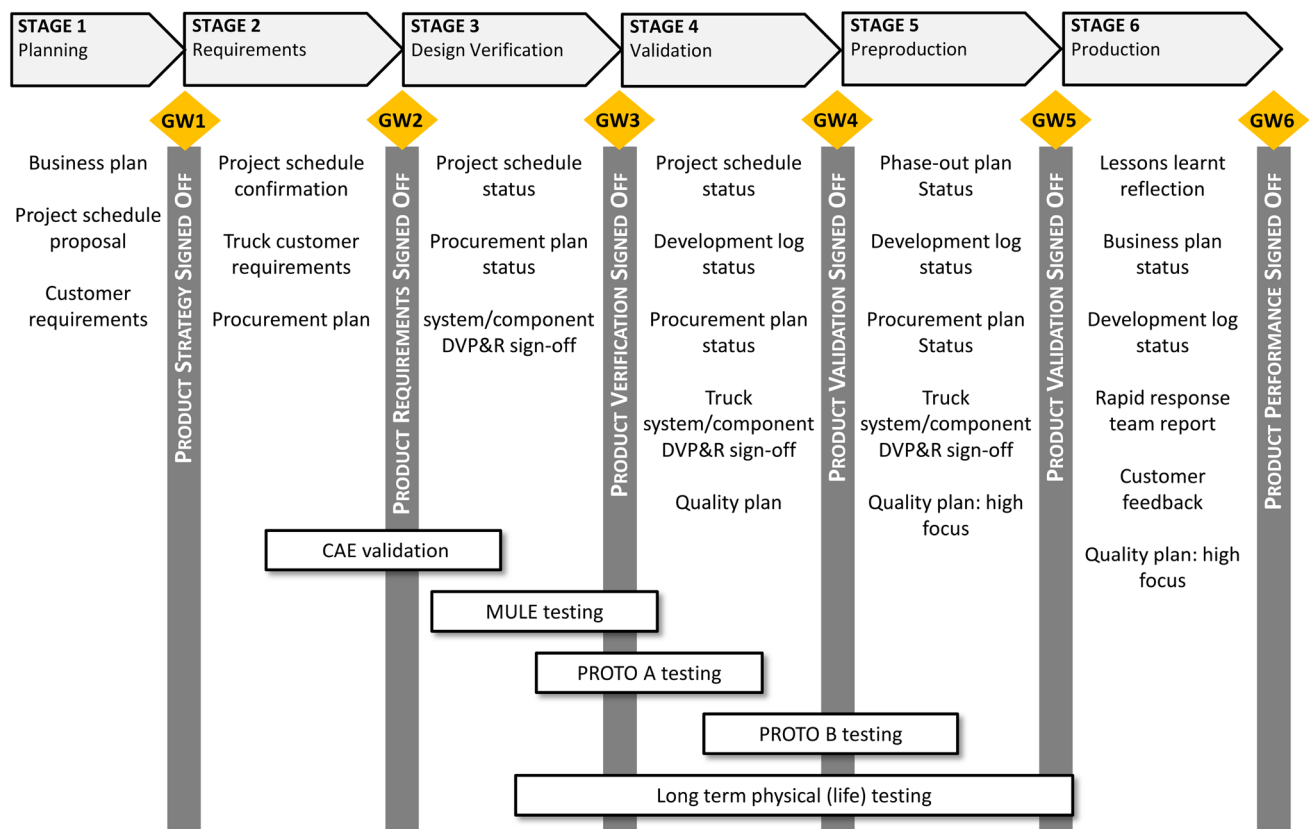 STAGE 1
Planning
STAGE 2
Requirements
STAGE 3
Design Verification
STAGE 4
Validation
STAGE 5
Preproduction
STAGE 6
Production
GW1
GW2
GW3
GW4
GW5
GW6
Business plan
Project schedule
proposal
Customer
requirements
PRODUCT STRATEGY SIGNED OFF
Project schedule
confirmation
Truck customer
requirements
Procurement plan
PRODUCT REQUIREMENTS SIGNED OFF
Project schedule
status
Procurement plan
status
system/component
DVP&R sign-off
PRODUCT VERIFICATION SIGNED OFF
Project schedule
status
Development log
status
Procurement plan
status
Truck
system/component
DVP&R sign-off
Quality plan
PRODUCT VALIDATION SIGNED OFF
Phase-out plan
Status
Development log
status
Procurement plan
Status
Truck
system/component
DVP&R sign-off
Quality plan: high
focus
PRODUCT VALIDATION SIGNED OFF
Lessons learnt
reflection
Business plan
status
Development log
status
Rapid response
team report
Customer
feedback
Quality plan: high
focus
PRODUCT PERFORMANCE SIGNED OFF
CAE validation
MULE testing
PROTO A testing
PROTO B testing
Long term physical (life) testing